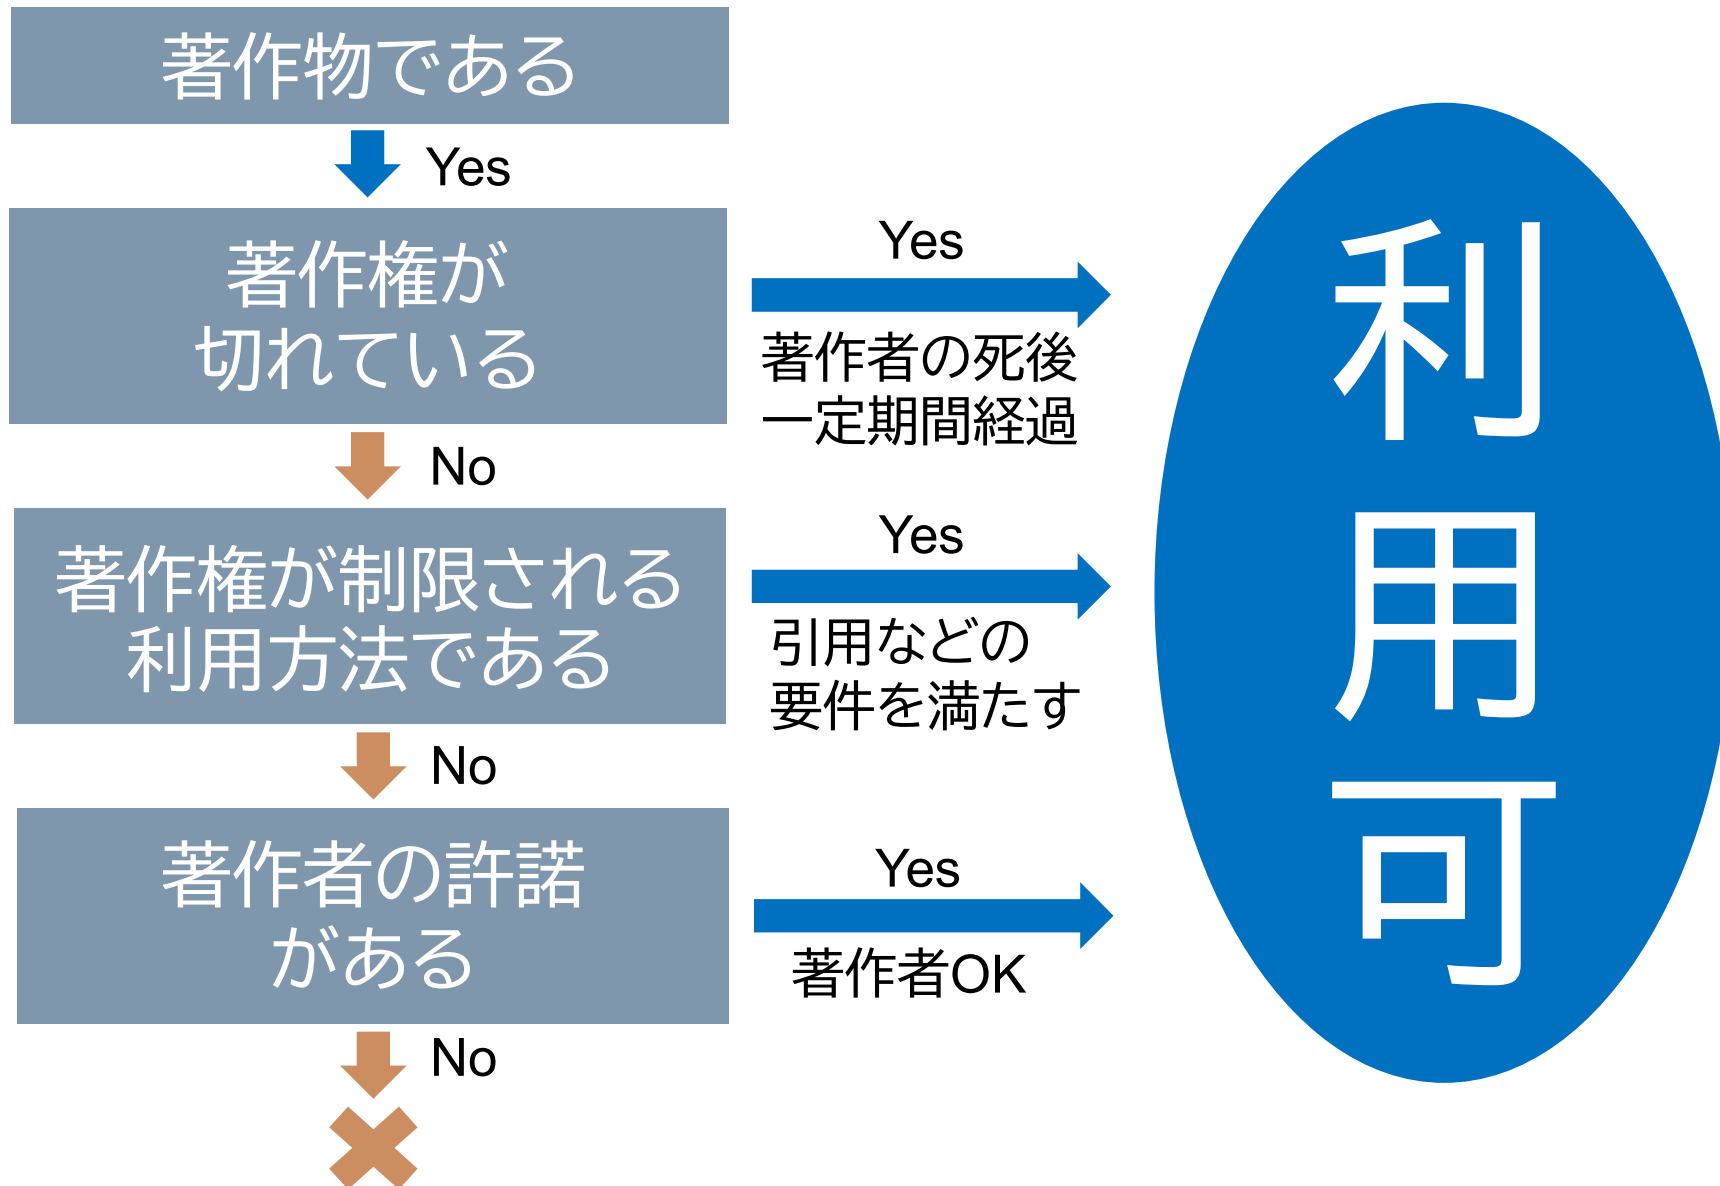 著作物である
Yes
著作権が
切れている
Yes
著作者の死後
一定期間経過
No
著作権が制限される
利用方法である
Yes
引用などの
要件を満たす
No
著作者の許諾
がある
Yes
著作者OK
No
利用可